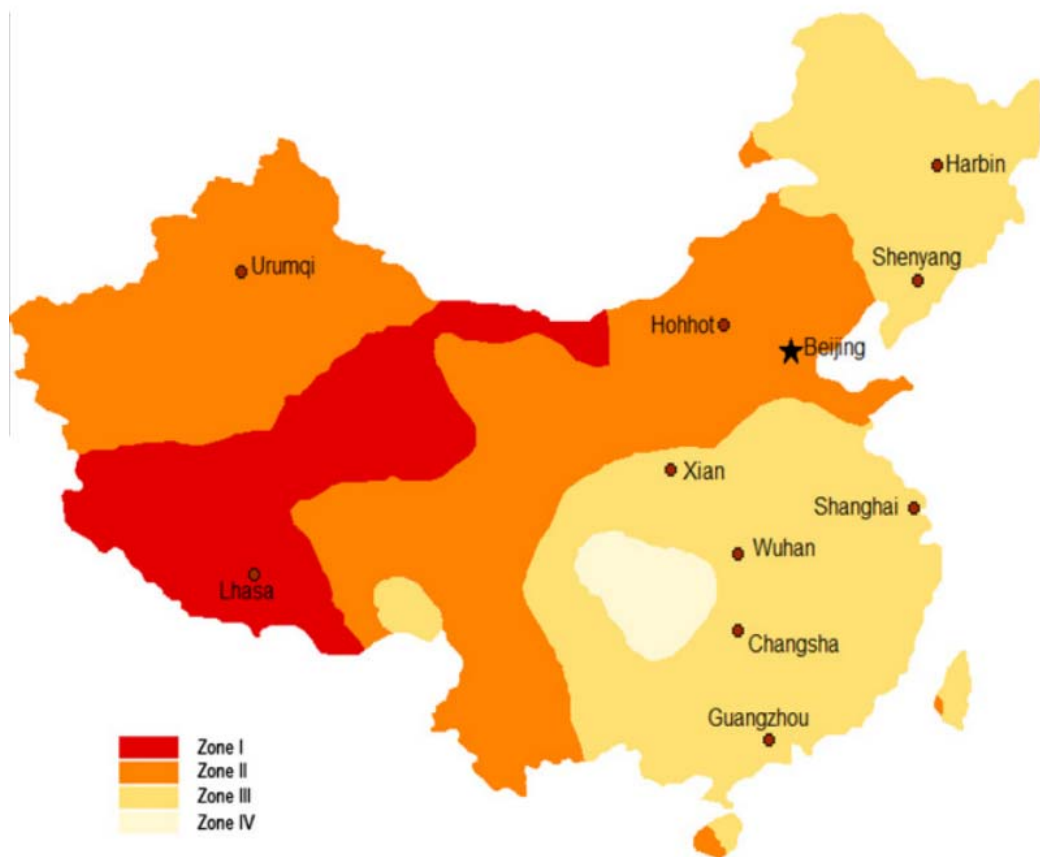 Harbin
Shenyang
Urumqi
Hohhot
Beijing
Xian
Shanghai
Wuhan
Lhasa
Changsha
Guangzhou
Zone I
Zone II
Zone III
Zone IV